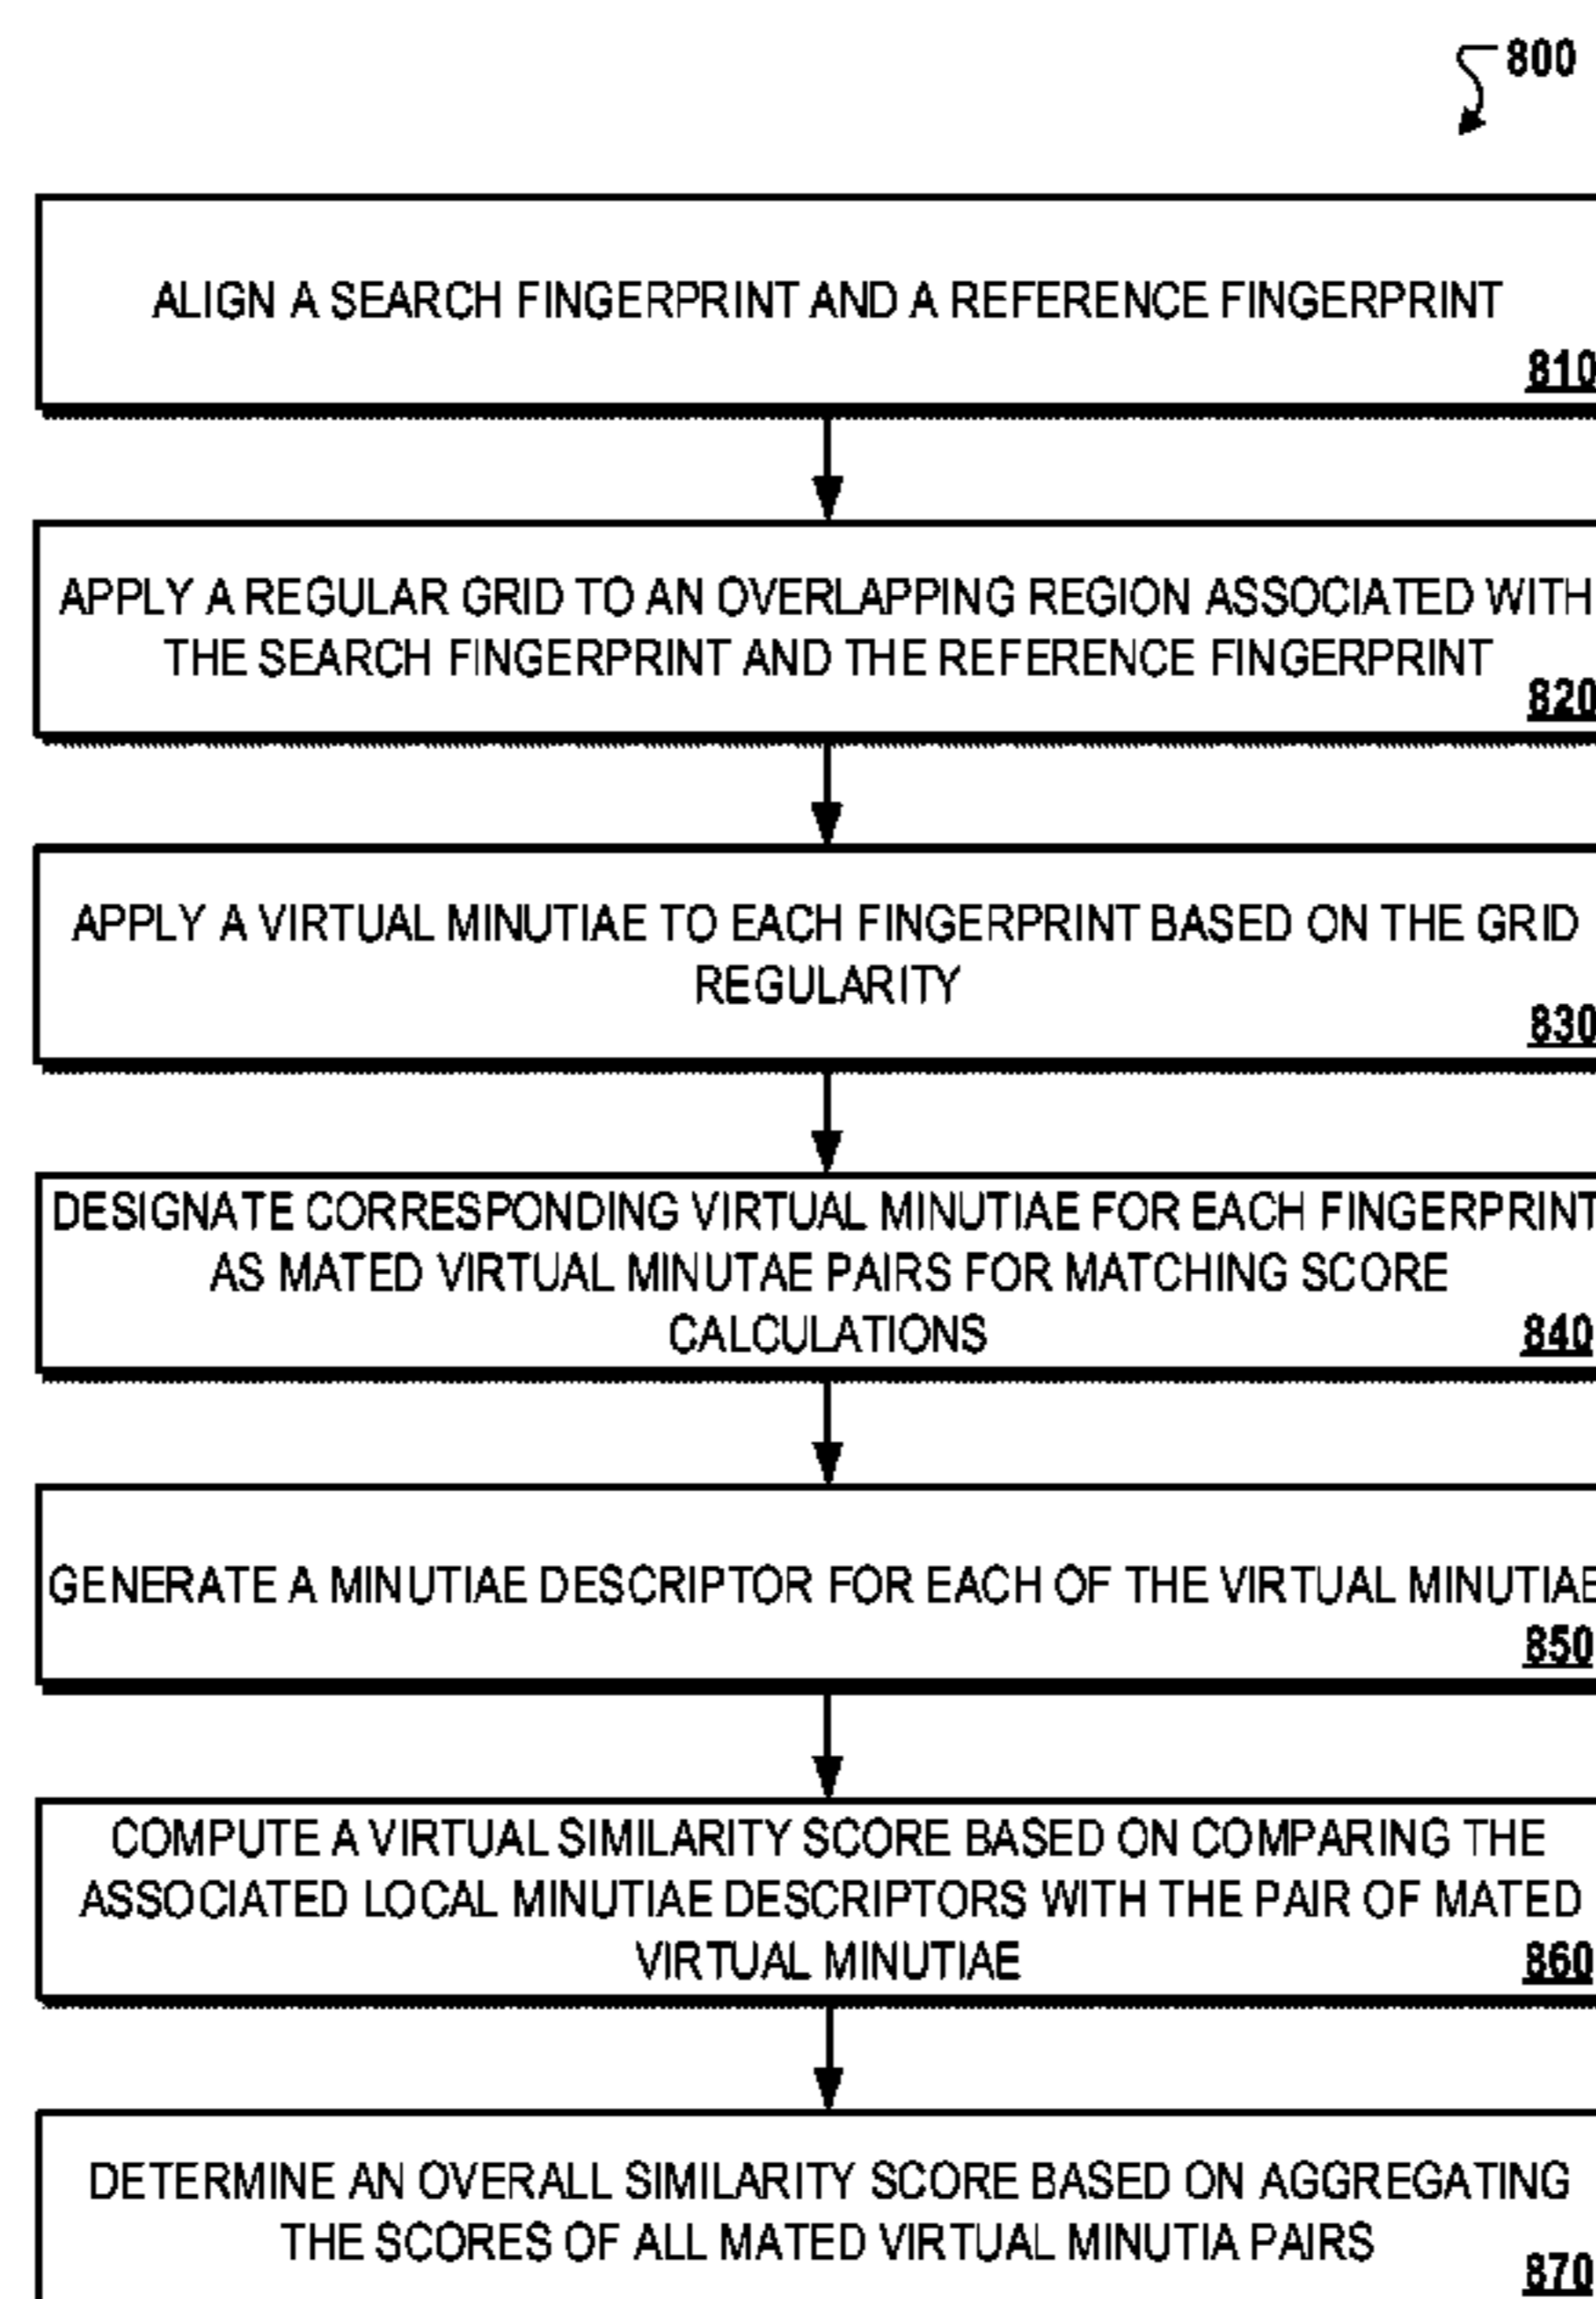 800
ALIGN A SEARCH FINGERPRINT AND A REFERENCE FINGERPRINT
810
APPLY A REGULAR GRID TO AN OVERLAPPING REGION ASSOCIATED WITH
THE SEARCH FINGERPRINT AND THE REFERENCE FINGERPRINT
820
APPLY A VIRTUAL MINUTIAE TO EACH FINGERPRINT BASED ON THE GRID
REGULARITY
830
DESIGNATE CORRESPONDING VIRTUAL MINUTIAE FOR EACH FINGERPRINT
AS MATED VIRTUAL MINUTAE PAIRS FOR MATCHING SCORE
CALCULATIONS
840
GENERATE A MINUTIAE DESCRIPTOR FOR EACH OF THE VIRTUAL MINUTIAE
850
COMPUTE A VIRTUAL SIMILARITY SCORE BASED ON COMPARING THE
ASSOCIATED LOCAL MINUTIAE DESCRIPTORS WITH THE PAIR OF MATED
VIRTUAL MINUTIAE
860
DETERMINE AN OVERALL SIMILARITY SCORE BASED ON AGGREGATING
THE SCORES OF ALL MATED VIRTUAL MINUTIA PAIRS
870